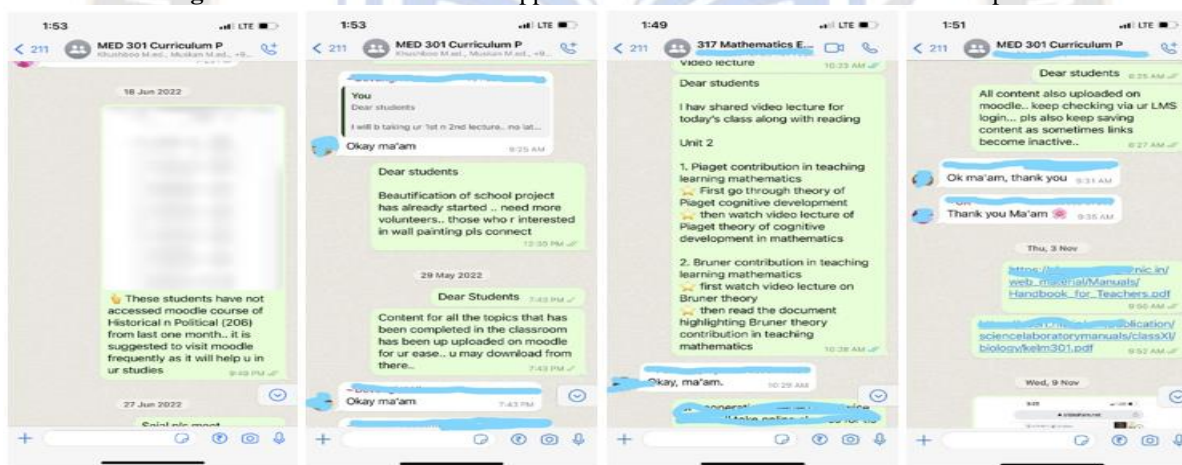 1:53
LTE
211
MED 301 Curriculum P
Khushboo M.ed., Muskan M.ed., +9...
18 Jun 2022
These students have not
accessed moodle course of
Historical n Political (206)
from last one month.. it is
suggested to visit moodle
frequently as it will help u in
ur studies
9:49 PM
27 Jun 2022
1:53
LTE
211
MED 301 Curriculum P
Khushboo M.ed., Muskan M.ed., +9...
You
Dear students
I will b taking ur 1st n 2nd lecture.. no lat...
Okay ma'am
9:25 AM
Dear students
Beautification of school project
has already started .. need more
volunteers.. those who r interested
in wall painting pls connect
12:35 PM
29 May 2022
Dear Students
7:43 PM
Content for all the topics that has
been completed in the classroom
has been up uploaded on moodle
for ur ease.. u may download from
there..
7:43 PM
Okay ma'am
7:43 PM
1:49
LTE
211
317 Mathematics E...
video lecture
10:23 AM
Dear students
I hav shared video lecture for
today's class along with reading
Unit 2
1. Piaget contribution in teaching
learning mathematics
First go through theory of
Piaget cognitive development
then watch video lecture of
Piaget theory of cognitive
development in mathematics
2. Bruner contribution in teaching
learning mathematics
first watch video lecture on
Bruner theory
then read the document
highlighting Bruner theory
contribution in teaching
mathematics
10:28 AM
Okay, ma'am.
10:29 AM
1:51
LTE
211
MED 301 Curriculum P
Dear students
8:25 AM
All content also uploaded on
moodle.. keep checking via ur LMS
login... pls also keep saving
content as sometimes links
become inactive..
8:27 AM
Ok ma'am, thank you
9:31 AM
Thank you Ma'am
9:35 AM
Thu, 3 Nov
nic.in/
web_material/Manuals/
Handbook_for_Teachers.pdf
9:50 AM
blication/
sciencelaboratorymanuals/classXI/
biology/kelm301.pdf
9:52 AM
Wed, 9 Nov